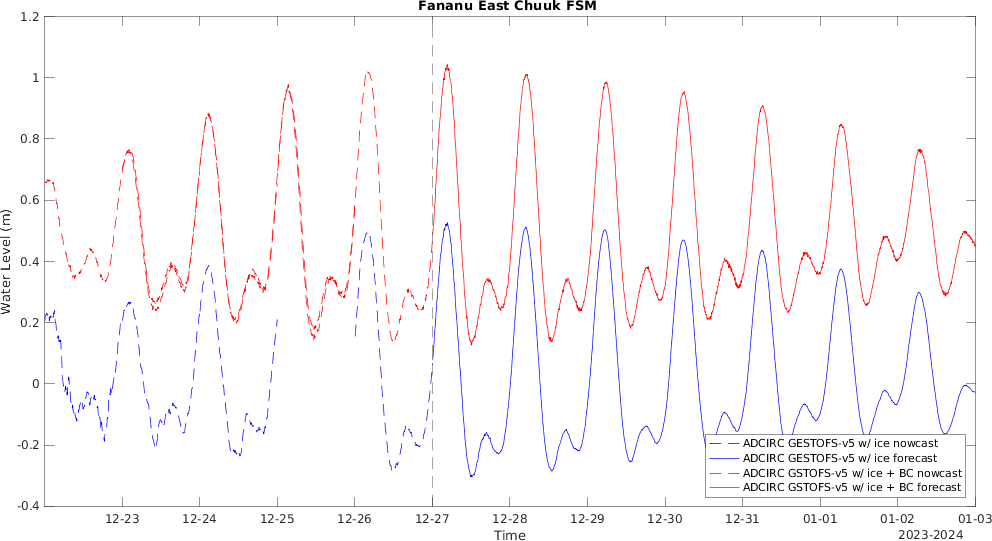 Fananu East Chuuk FSM
1.2
1
0.8
0.6
0.4
0.2
0
-0.2
-0.4
Water Level (m)
ADCIRC GESTOFS-v5 w/ ice nowcast
ADCIRC GESTOFS-v5 w/ ice forecast
ADCIRC GSTOFS-v5 w/ ice + BC nowcast
ADCIRC GSTOFS-v5 w/ ice + BC forecast
12-23 12-24 12-25 12-26 12-27 12-28 12-29 12-30 12-31 01-01 01-02 01-03
Time
2023-2024